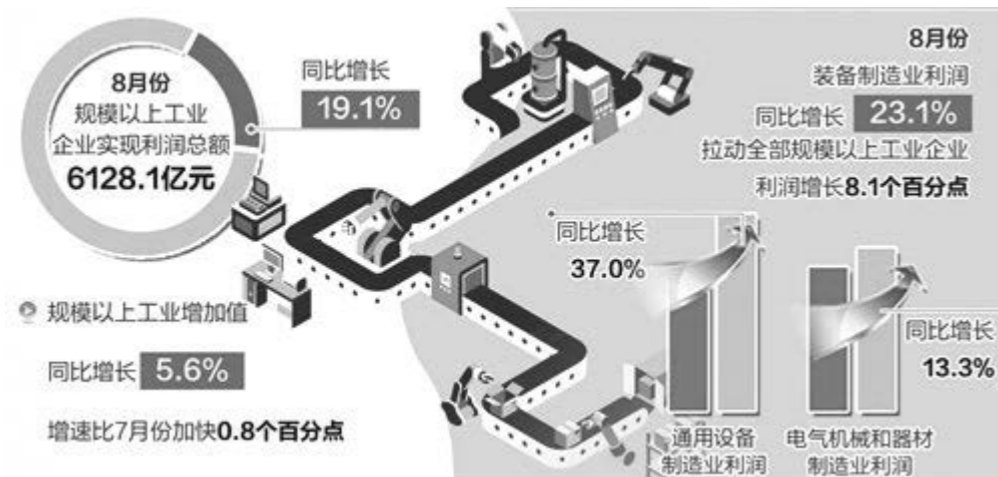 8月份
规模以上工业
企业实现利润总额
6128.1亿元
同比增长
19.1%
规模以上工业增加值
同比增长 5.6%
增速比7月份加快0.8个百分点
8月份
装备制造业利润
同比增长 23.1%
拉动全部规模以上工业企业
利润增长8.1个百分点
同比增长
37.0%
通用设备
制造业利润
同比增长
13.3%
电气机械和器材
制造业利润